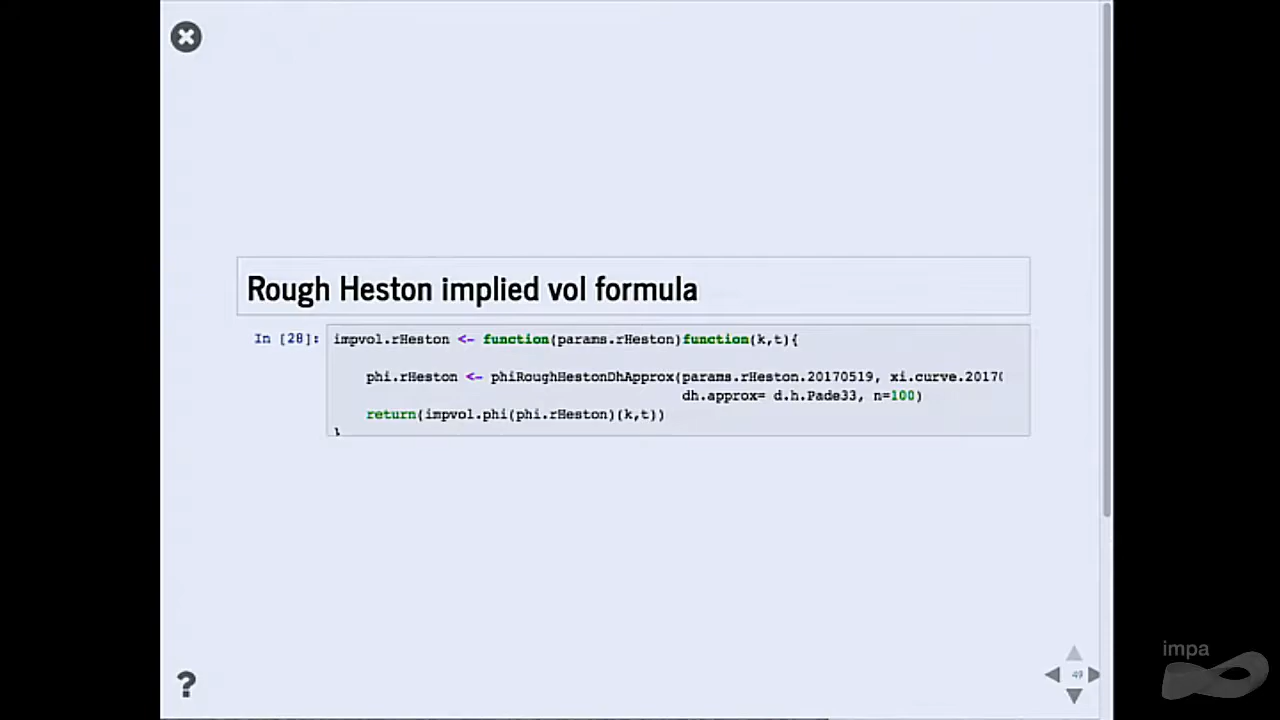 Rough Heston implied vol formula
In [28]:
impvol.rHeston <- function(params.rHeston)function(k,t){
phi.rHeston <- phiRoughHestonDhApprox(params.rHeston.20170519, xi.curve.2017(
dh.approx= d.h.Pade33, n=100)
return(impvol.phi(phi.rHeston)(k,t))
}
?
49
impa